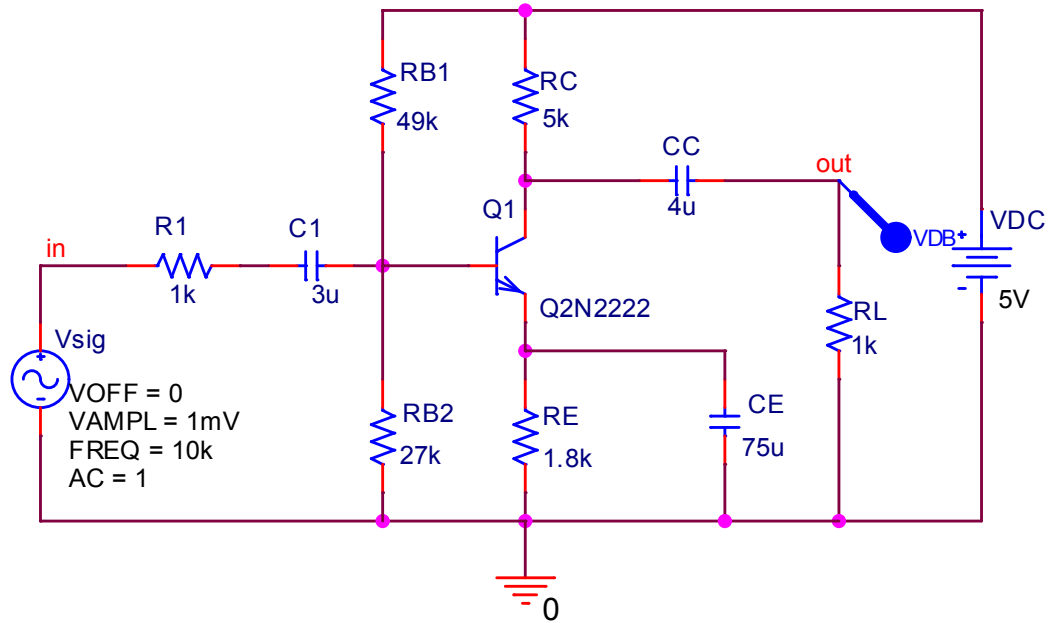 RB1
49k
RC
5k
CC
4u
out
Q1
VDB
+
VDC
-
5V
in
R1
1k
C1
3u
Q2N2222
RL
1k
Vsig
+
-
VOFF = 0
VAMPL = 1mV
FREQ = 10k
AC = 1
RB2
27k
RE
1.8k
CE
75u
0